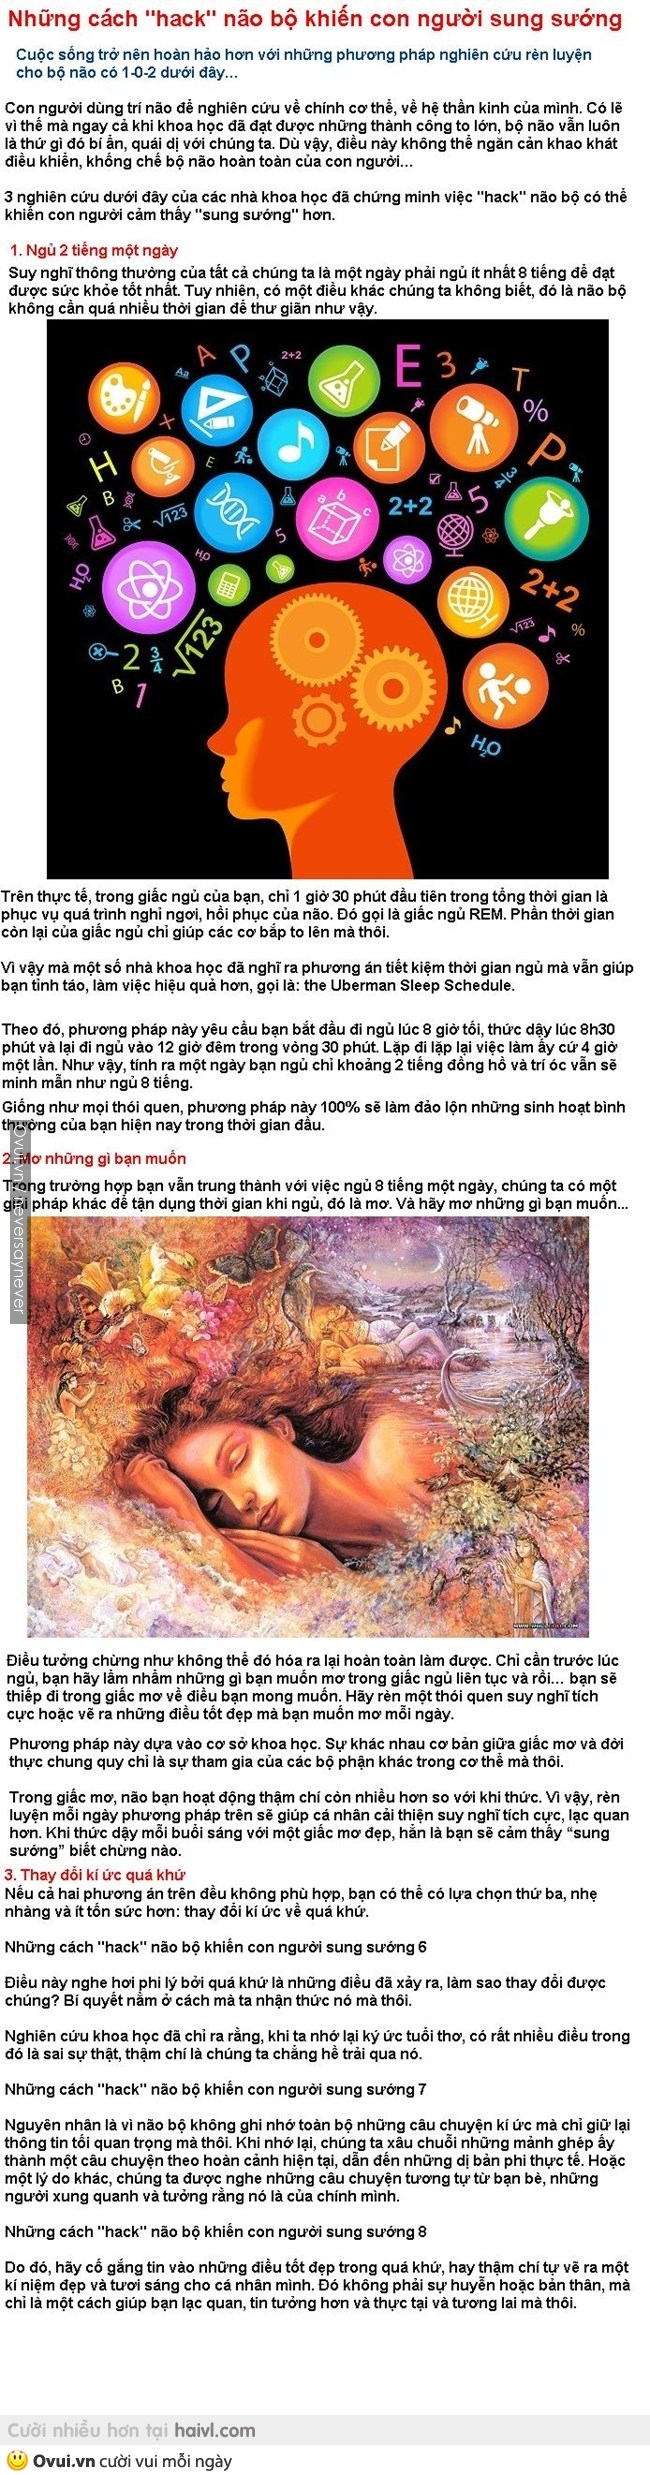 Những cách "hack" não bộ khiến con người sung sướng
Cuộc sống trở nên hoàn hảo hơn với những phương pháp nghiên cứu rèn luyện
cho bộ não có 1-0-2 dưới đây...
Con người dùng trí não để nghiên cứu về chính cơ thể, về hệ thần kinh của mình. Có lẽ
vì thế mà ngay cả khi khoa học đã đạt được những thành công to lớn, bộ não vẫn luôn
là thứ gì đó bí ẩn, quái dị với chúng ta. Dù vậy, điều này không thể ngăn cản khao khát
điều khiển, khống chế bộ não hoàn toàn của con người...
3 nghiên cứu dưới đây của các nhà khoa học đã chứng minh việc "hack" não bộ có thể
khiến con người cảm thấy "sung sướng" hơn.
1. Ngủ 2 tiếng một ngày
Suy nghĩ thông thường của tất cả chúng ta là một ngày phải ngủ ít nhất 8 tiếng để đạt
được sức khỏe tốt nhất. Tuy nhiên, có một điều khác chúng ta không biết, đó là não bộ
không cần quá nhiều thời gian để thư giãn như vậy.
A P 2+2 E 3 T
Aa
%
X
H E P
B 3/4
√123 a b c 2+2 5
5
H₂O H₂O
2+2
√123 %
2 3/4 √123
B 1
H₂O
Trên thực tế, trong giấc ngủ của bạn, chỉ 1 giờ 30 phút đầu tiên trong tổng thời gian là
phục vụ quá trình nghỉ ngơi, hồi phục của não. Đó gọi là giấc ngủ REM. Phần thời gian
còn lại của giấc ngủ chỉ giúp các cơ bắp to lên mà thôi.
Vì vậy mà một số nhà khoa học đã nghĩ ra phương án tiết kiệm thời gian ngủ mà vẫn giúp
bạn tỉnh táo, làm việc hiệu quả hơn, gọi là: the Uberman Sleep Schedule.
Theo đó, phương pháp này yêu cầu bạn bắt đầu đi ngủ lúc 8 giờ tối, thức dậy lúc 8h30
phút và lại đi ngủ vào 12 giờ đêm trong vòng 30 phút. Lặp đi lặp lại việc làm ấy cứ 4 giờ
một lần. Như vậy, tính ra một ngày bạn ngủ chỉ khoảng 2 tiếng đồng hồ và trí óc vẫn sẽ
minh mẫn như ngủ 8 tiếng.
Giống như mọi thói quen, phương pháp này 100% sẽ làm đảo lộn những sinh hoạt bình
thường của bạn hiện nay trong thời gian đầu.
2. Mơ những gì bạn muốn
Trong trường hợp bạn vẫn trung thành với việc ngủ 8 tiếng một ngày, chúng ta có một
giải pháp khác để tận dụng thời gian khi ngủ, đó là mơ. Và hãy mơ những gì bạn muốn...
Điều tưởng chừng như không thể đó hóa ra lại hoàn toàn làm được. Chỉ cần trước lúc
ngủ, bạn hãy lẩm nhẩm những gì bạn muốn mơ trong giấc ngủ liên tục và rồi... bạn sẽ
thiếp đi trong giấc mơ về điều bạn mong muốn. Hãy rèn một thói quen suy nghĩ tích
cực hoặc vẽ ra những điều tốt đẹp mà bạn muốn mơ mỗi ngày.
Phương pháp này dựa vào cơ sở khoa học. Sự khác nhau cơ bản giữa giấc mơ và đời
thực chung quy chỉ là sự tham gia của các bộ phận khác trong cơ thể mà thôi.
Trong giấc mơ, não bạn hoạt động thậm chí còn nhiều hơn so với khi thức. Vì vậy, rèn
luyện mỗi ngày phương pháp trên sẽ giúp cá nhân cải thiện suy nghĩ tích cực, lạc quan
hơn. Khi thức dậy mỗi buổi sáng với một giấc mơ đẹp, hẳn là bạn sẽ cảm thấy “sung
sướng” biết chừng nào.
3. Thay đổi kí ức quá khứ
Nếu cả hai phương án trên đều không phù hợp, bạn có thể có lựa chọn thứ ba, nhẹ
nhàng và ít tốn sức hơn: thay đổi kí ức về quá khứ.
Những cách "hack" não bộ khiến con người sung sướng 6
Điều này nghe hơi phi lý bởi quá khứ là những điều đã xảy ra, làm sao thay đổi được
chúng? Bí quyết nằm ở cách mà ta nhận thức nó mà thôi.
Nghiên cứu khoa học đã chỉ ra rằng, khi ta nhớ lại ký ức tuổi thơ, có rất nhiều điều trong
đó là sai sự thật, thậm chí là chúng ta chẳng hề trải qua nó.
Những cách "hack" não bộ khiến con người sung sướng 7
Nguyên nhân là vì não bộ không ghi nhớ toàn bộ những câu chuyện kí ức mà chỉ giữ lại
thông tin tối quan trọng mà thôi. Khi nhớ lại, chúng ta xâu chuỗi những mảnh ghép ấy
thành một câu chuyện theo hoàn cảnh hiện tại, dẫn đến những dị bản phi thực tế. Hoặc
một lý do khác, chúng ta được nghe những câu chuyện tương tự từ bạn bè, những
người xung quanh và tưởng rằng nó là của chính mình.
Những cách "hack" não bộ khiến con người sung sướng 8
Do đó, hãy cố gắng tin vào những điều tốt đẹp trong quá khứ, hay thậm chí tự vẽ ra một
kí niệm đẹp và tươi sáng cho cá nhân mình. Đó không phải sự huyễn hoặc bản thân, mà
chỉ là một cách giúp bạn lạc quan, tin tưởng hơn và thực tại và tương lai mà thôi.
Cười nhiều hơn tại haivl.com
Ovui.vn cười vui mỗi ngày